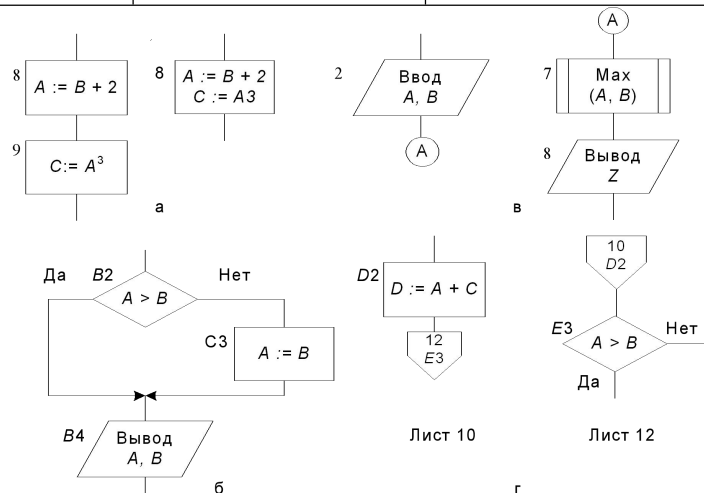 8
A := B + 2
9
C:= A³
8
A := B + 2
C := A3
а
2
Ввод
A, B
А
А
7
Max
(A, B)
8
Вывод
Z
в
Да
B2
Нет
A > B
C3
A := B
B4
Вывод
A, B
б
D2
D := A + C
12
E3
Лист 10
10
D2
E3
A > B
Нет
Да
Лист 12
г